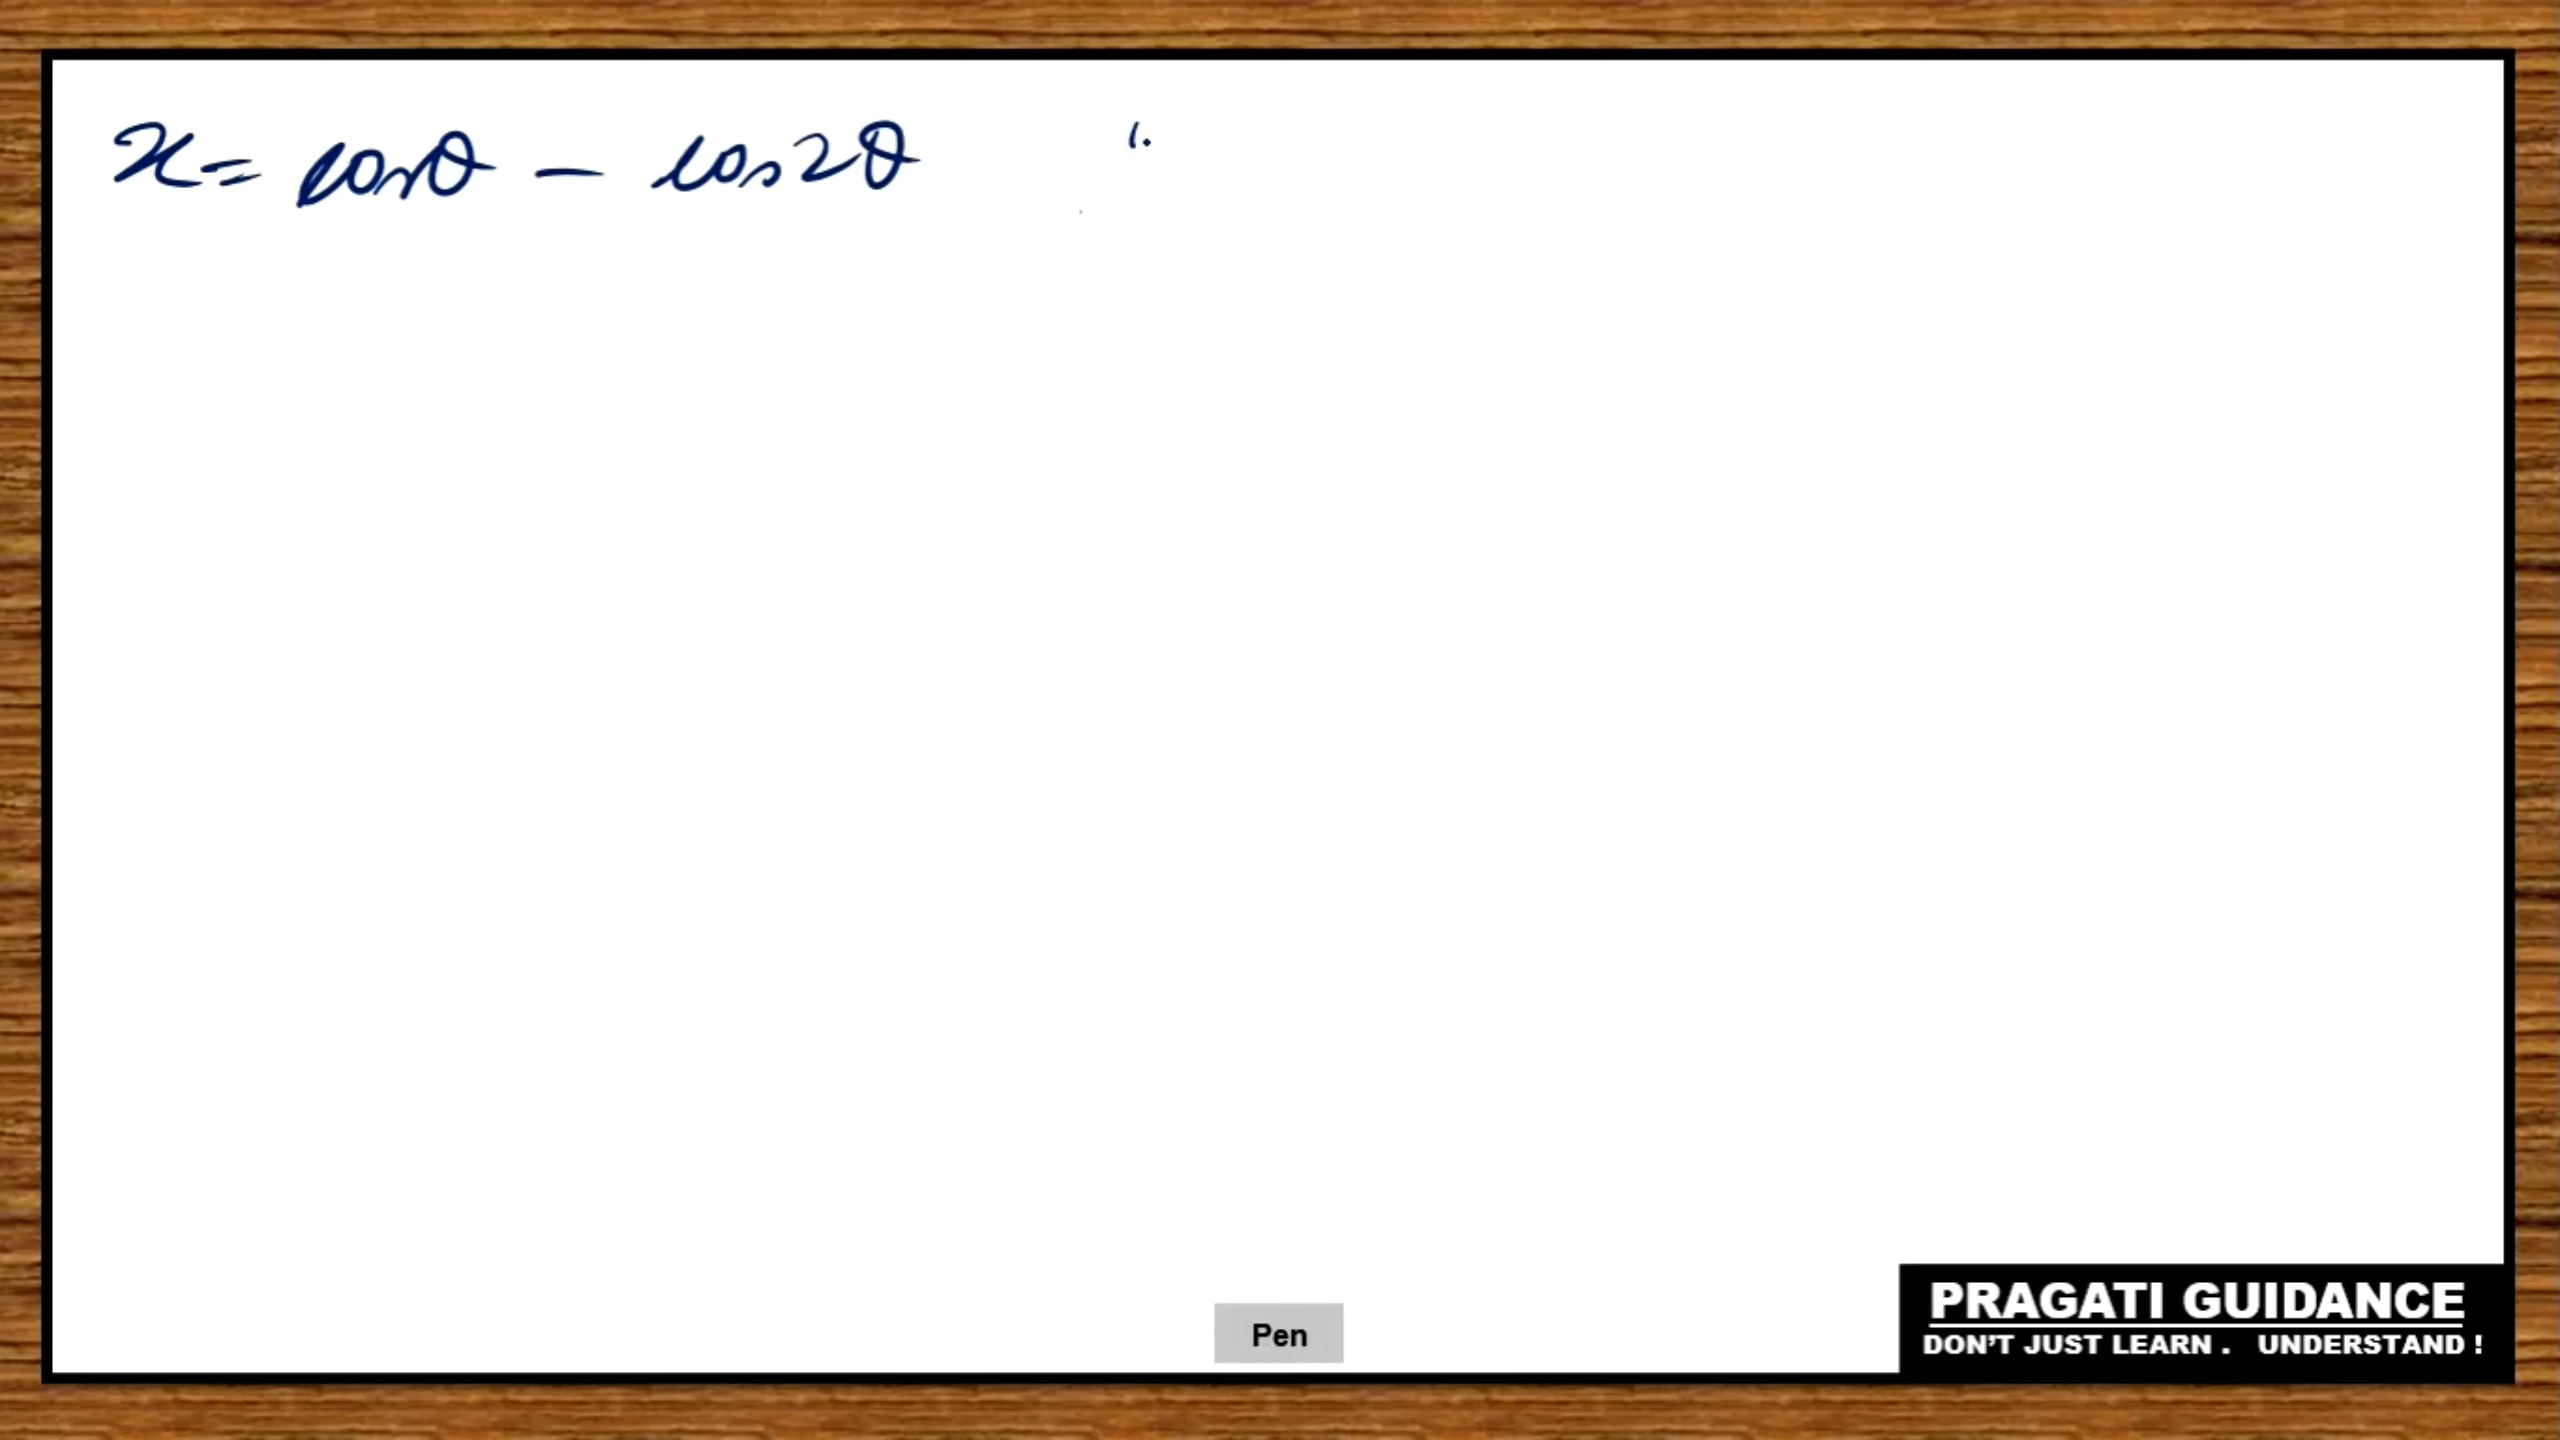 x = cosθ - cos2θ
Pen
PRAGATI GUIDANCE
DON'T JUST LEARN . UNDERSTAND !